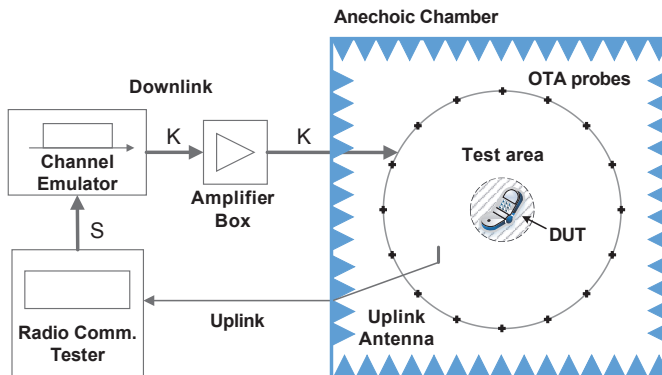 Anechoic Chamber
OTA probes
Downlink
K
K
Channel
Emulator
Amplifier
Box
Test area
DUT
S
Uplink
Uplink
Antenna
Radio Comm.
Tester